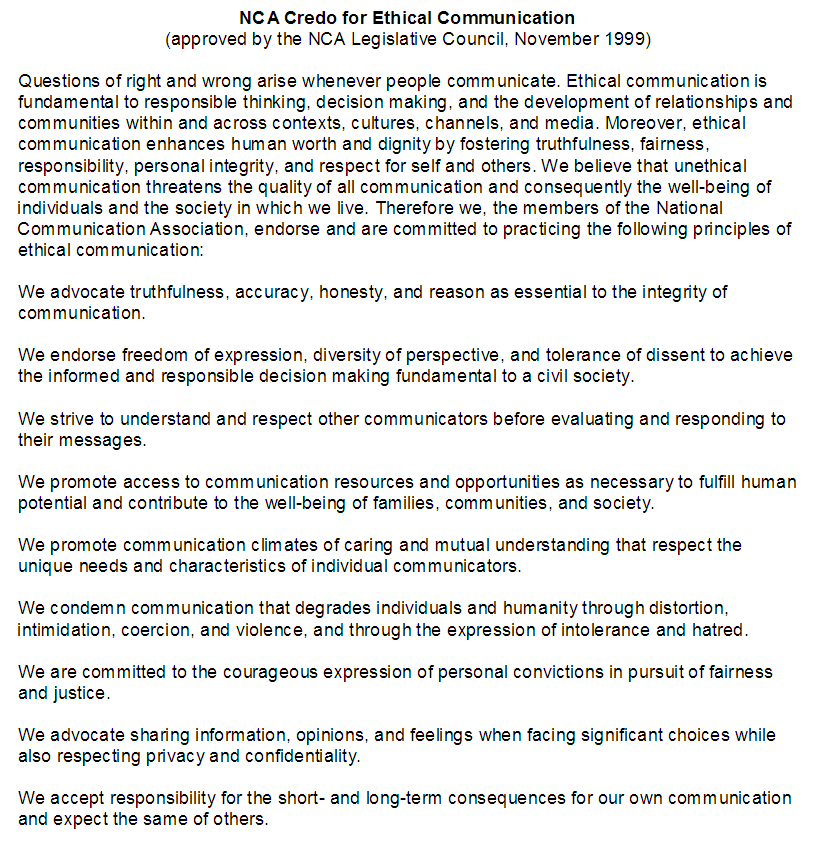 NCA Credo for Ethical Communication
(approved by the NCA Legislative Council, November 1999)
Questions of right and wrong arise whenever people communicate. Ethical communication is
fundamental to responsible thinking, decision making, and the development of relationships and
communities within and across contexts, cultures, channels, and media. Moreover, ethical
communication enhances human worth and dignity by fostering truthfulness, fairness,
responsibility, personal integrity, and respect for self and others. We believe that unethical
communication threatens the quality of all communication and consequently the well-being of
individuals and the society in which we live. Therefore we, the members of the National
Communication Association, endorse and are committed to practicing the following principles of
ethical communication:
We advocate truthfulness, accuracy, honesty, and reason as essential to the integrity of
communication.
We endorse freedom of expression, diversity of perspective, and tolerance of dissent to achieve
the informed and responsible decision making fundamental to a civil society.
We strive to understand and respect other communicators before evaluating and responding to
their messages.
We promote access to communication resources and opportunities as necessary to fulfill human
potential and contribute to the well-being of families, communities, and society.
We promote communication climates of caring and mutual understanding that respect the
unique needs and characteristics of individual communicators.
We condemn communication that degrades individuals and humanity through distortion,
intimidation, coercion, and violence, and through the expression of intolerance and hatred.
We are committed to the courageous expression of personal convictions in pursuit of fairness
and justice.
We advocate sharing information, opinions, and feelings when facing significant choices while
also respecting privacy and confidentiality.
We accept responsibility for the short- and long-term consequences for our own communication
and expect the same of others.